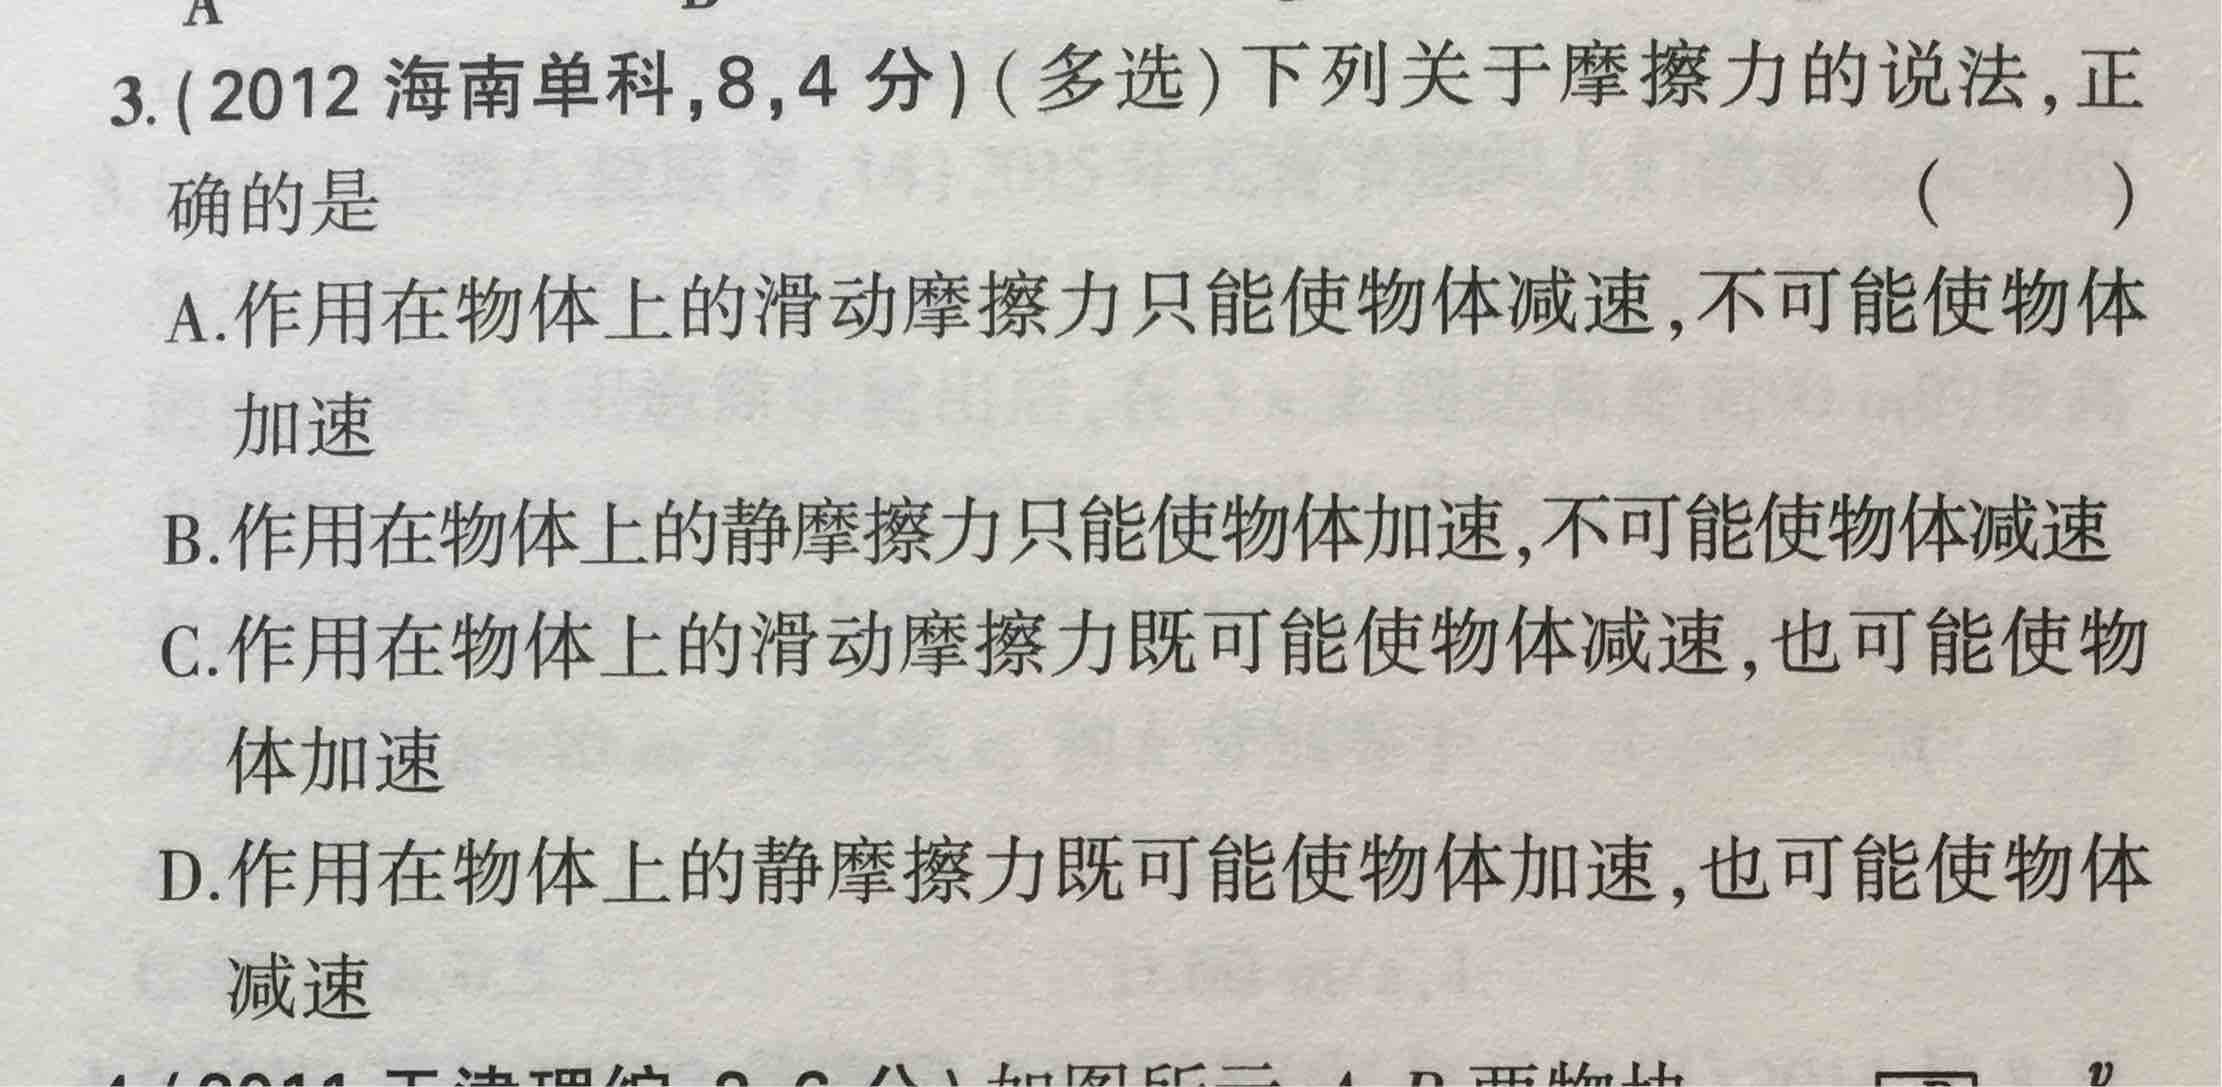 3.(2012 海南单科,8,4 分)(多选)下列关于摩擦力的说法,正
确的是 (    )
A.作用在物体上的滑动摩擦力只能使物体减速,不可能使物体
加速
B.作用在物体上的静摩擦力只能使物体加速,不可能使物体减速
C.作用在物体上的滑动摩擦力既可能使物体减速,也可能使物
体加速
D.作用在物体上的静摩擦力既可能使物体加速,也可能使物体
减速